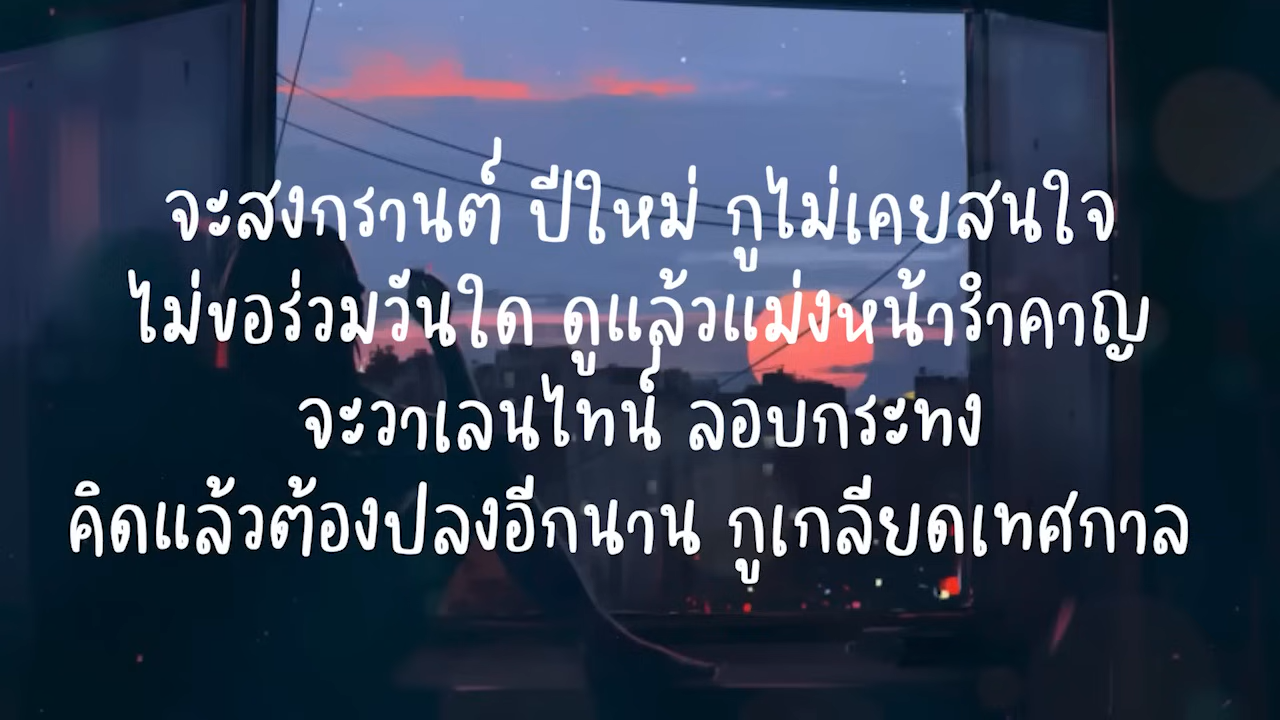 จะสงกรานต์ ปีใหม่ กูไม่เคยสนใจ
ไม่ขอร่วมวันใด ดูแล้วแม่งหน้ารำคาญ
จะวาเลนไทน์ ลอบกระทง
คิดแล้วต้องปลงอีกนาน กูเกลียดเทศกาล